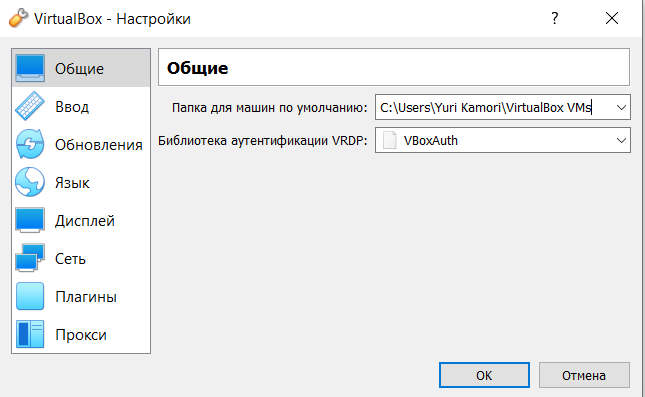 VirtualBox - Настройки
?
Общие
Ввод
Обновления
Язык
Дисплей
Сеть
Плагины
Прокси
Общие
Папка для машин по умолчанию: C:\Users\Yuri Kamori\VirtualBox VMs
Библиотека аутентификации VRDP: VBoxAuth
OK Отмена